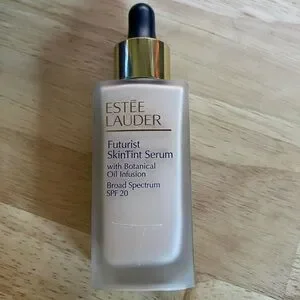 ESTĒE
LAUDER
Futurist
SkinTint Serum
with Botanical
Oil Infusion
Broad Spectrum
SPF 20